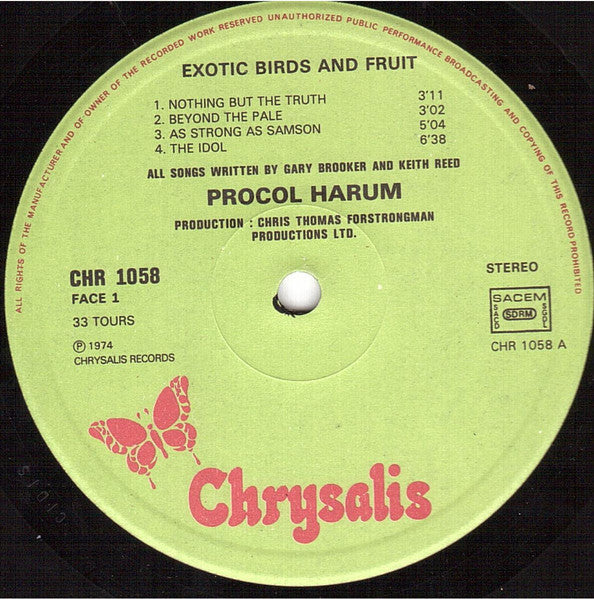 ALL RIGHTS OF THE MANUFACTURER AND OF OWNER OF THE RECORDED WORK RESERVED UNAUTHORIZED PUBLIC PERFORMANCE BROADCASTING AND COPYING OF THIS RECORD PROHIBITED
EXOTIC BIRDS AND FRUIT
1. NOTHING BUT THE TRUTH 3'11
2. BEYOND THE PALE 3'02
3. AS STRONG AS SAMSON 5'04
4. THE IDOL 6'38
ALL SONGS WRITTEN BY GARY BROOKER AND KEITH REED
PROCOL HARUM
PRODUCTION : CHRIS THOMAS FORSTRONGMAN
PRODUCTIONS LTD.
CHR 1058
FACE 1
33 TOURS
℗ 1974
CHRYSALIS RECORDS
STEREO
SACEM
SACD SDRM SGDL
CHR 1058 A
Chrysalis